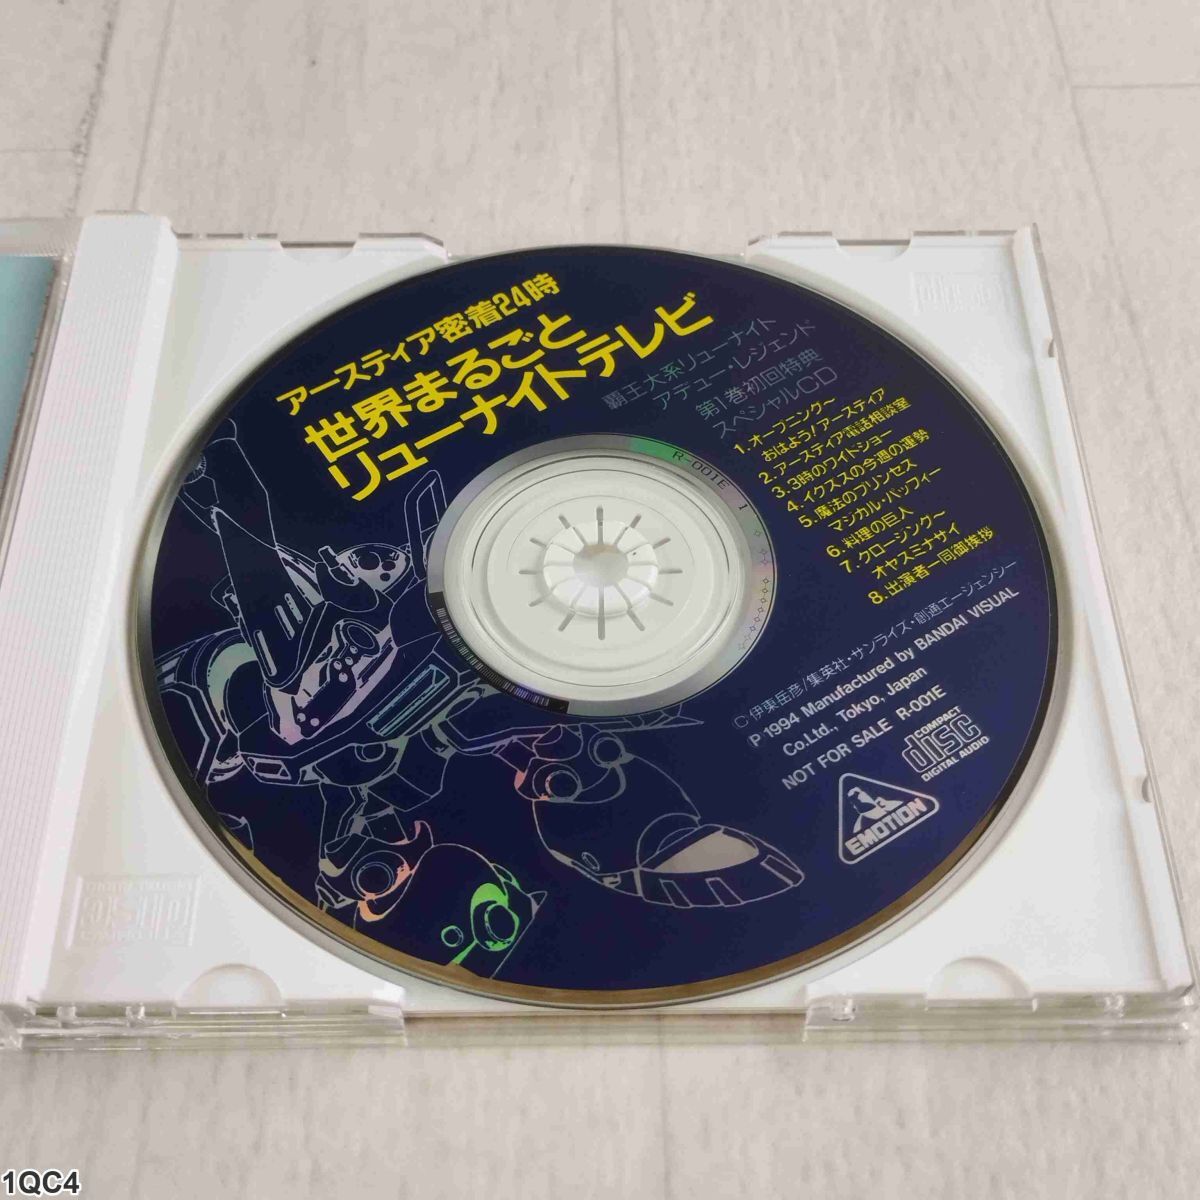 アースティア密着24時
世界まるごと
リューナイトテレビ
覇王大系リューナイト
アデュー・レジェンド
第1巻初回特典
スペシャルCD
1.オープニング〜
おはよう!アースティア
2.アースティア電話相談室
3.3時のワイドショー
4.イクズスの今週の運勢
5.魔法のプリンセス
マジカル・パッフィー
6.料理の巨人
7.クロージング〜
オヤスミナサイ
8.出演者一同御挨拶
C伊東岳彦/集英社・サンライズ・創通エージェンシー
P 1994 Manufactured by BANDAI VISUAL
Co.Ltd., Tokyo, Japan
NOT FOR SALE R-001E
COMPACT
disc
DIGITAL AUDIO
EMOTION
R-001E 1
1QC4